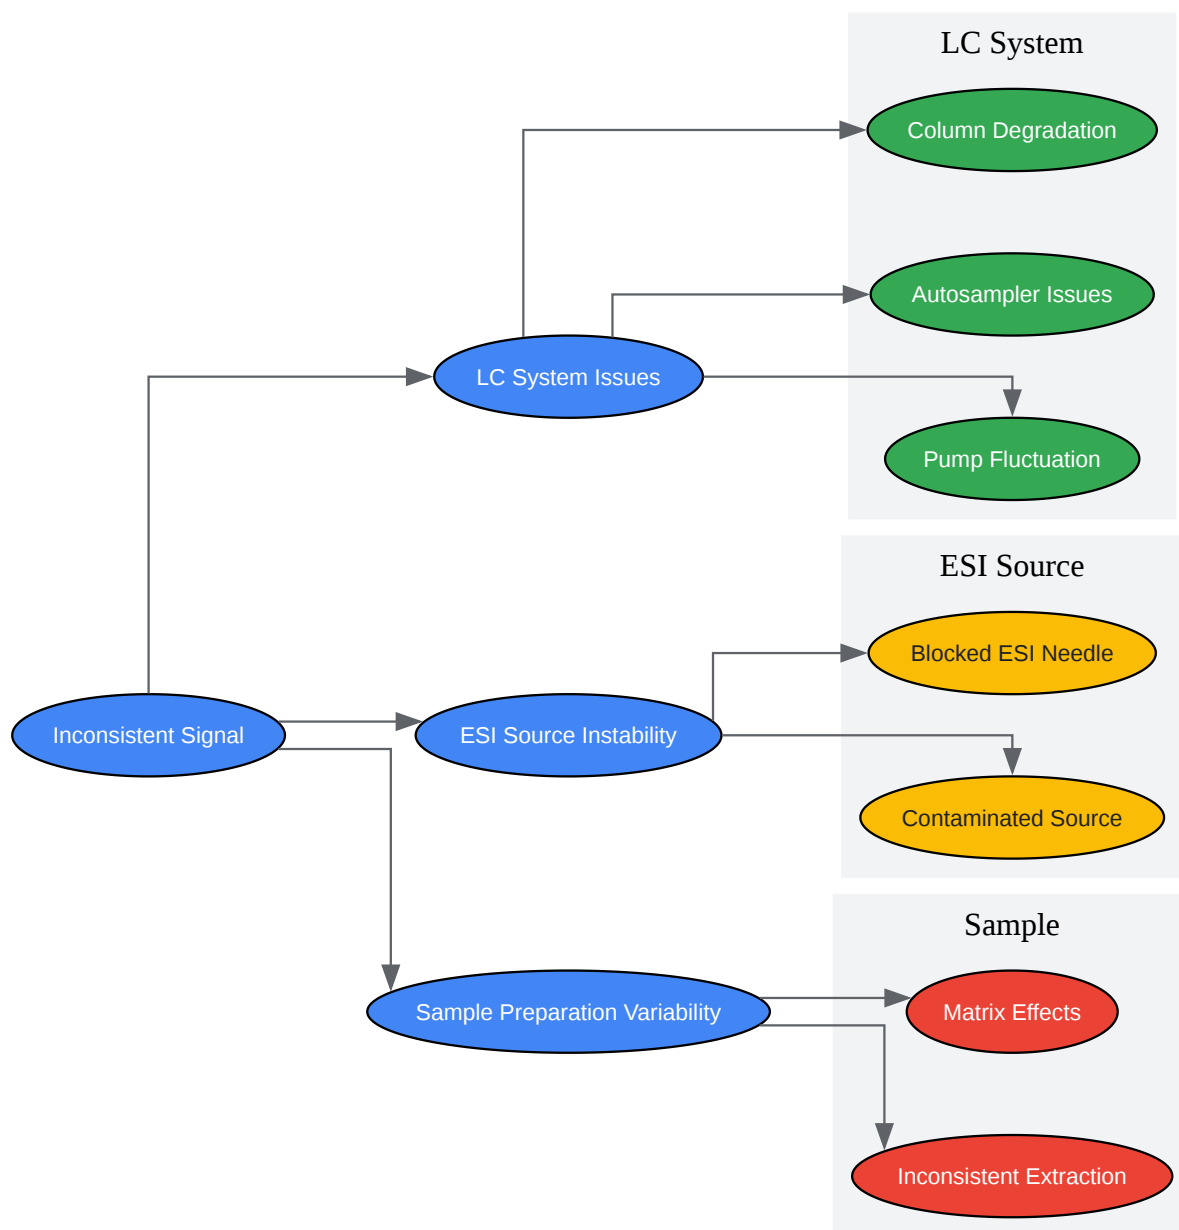 LC System
Column Degradation
Autosampler Issues
LC System Issues
Pump Fluctuation
ESI Source
Blocked ESI Needle
Inconsistent Signal
ESI Source Instability
Contaminated Source
Sample
Sample Preparation Variability
Matrix Effects
Inconsistent Extraction